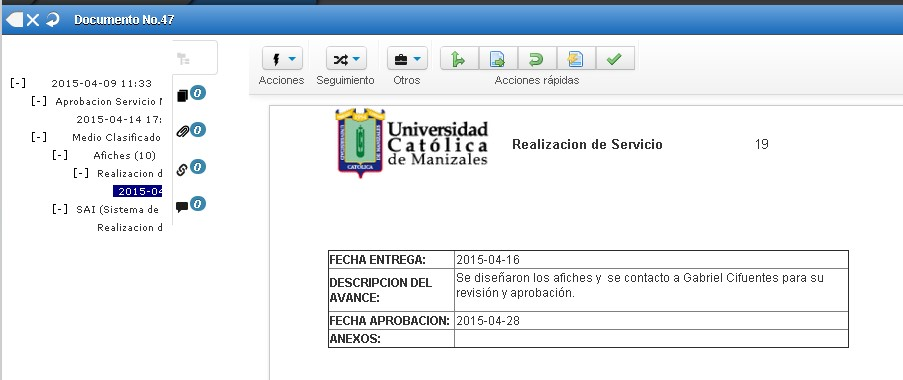 Documento No.47
[-] 2015-04-09 11:33
[-] Aprobacion Servicio
2015-04-14 17:
[-] Medio Clasificado
[-] Afiches (10)
[-] Realizacion d
2015-04
[-] SAI (Sistema de
Realizacion d
0
0
0
0
Acciones
Seguimiento
Otros
Acciones rápidas
Universidad
Católica
de Manizales
CATOLICA
Realizacion de Servicio
19
FECHA ENTREGA: 2015-04-16
DESCRIPCION DEL AVANCE: Se diseñaron los afiches y se contacto a Gabriel Cifuentes para su
revisión y aprobación.
FECHA APROBACION: 2015-04-28
ANEXOS: